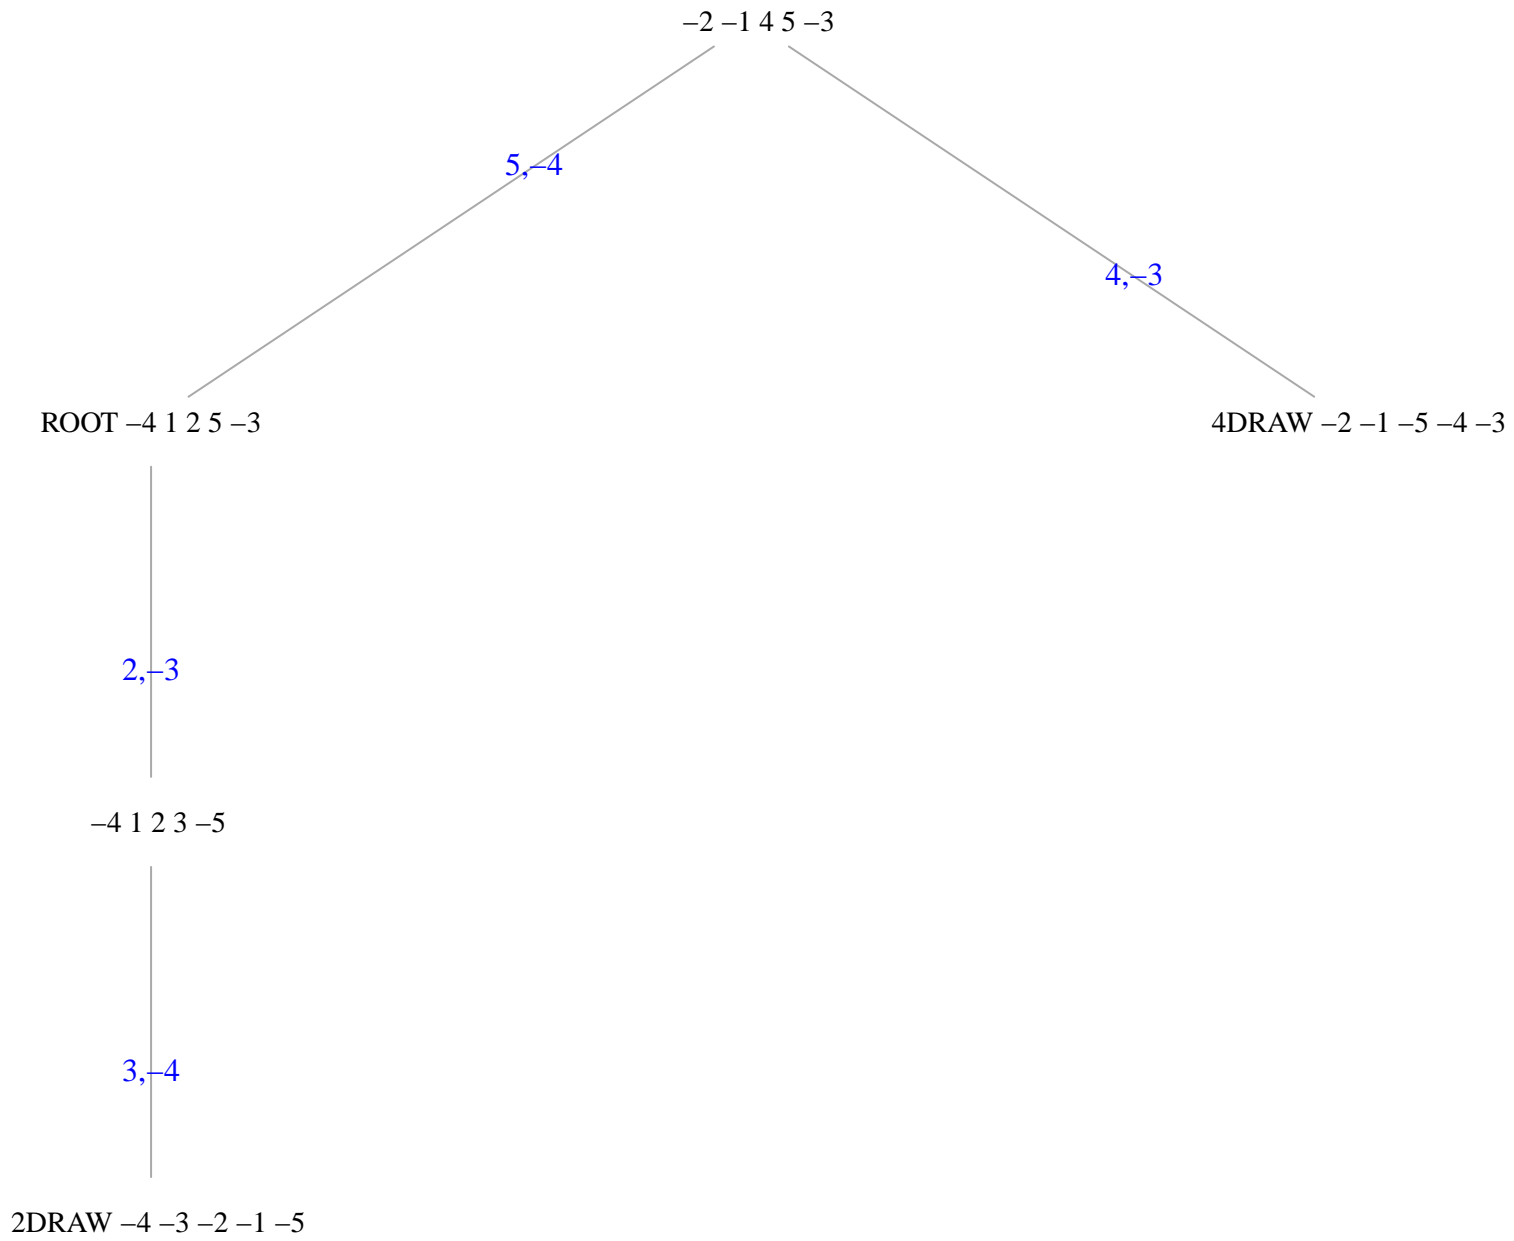 –2 –1 4 5 –3
5,–4
4,–3
ROOT –4 1 2 5 –3
4DRAW –2 –1 –5 –4 –3
2,–3
–4 1 2 3 –5
3,–4
2DRAW –4 –3 –2 –1 –5